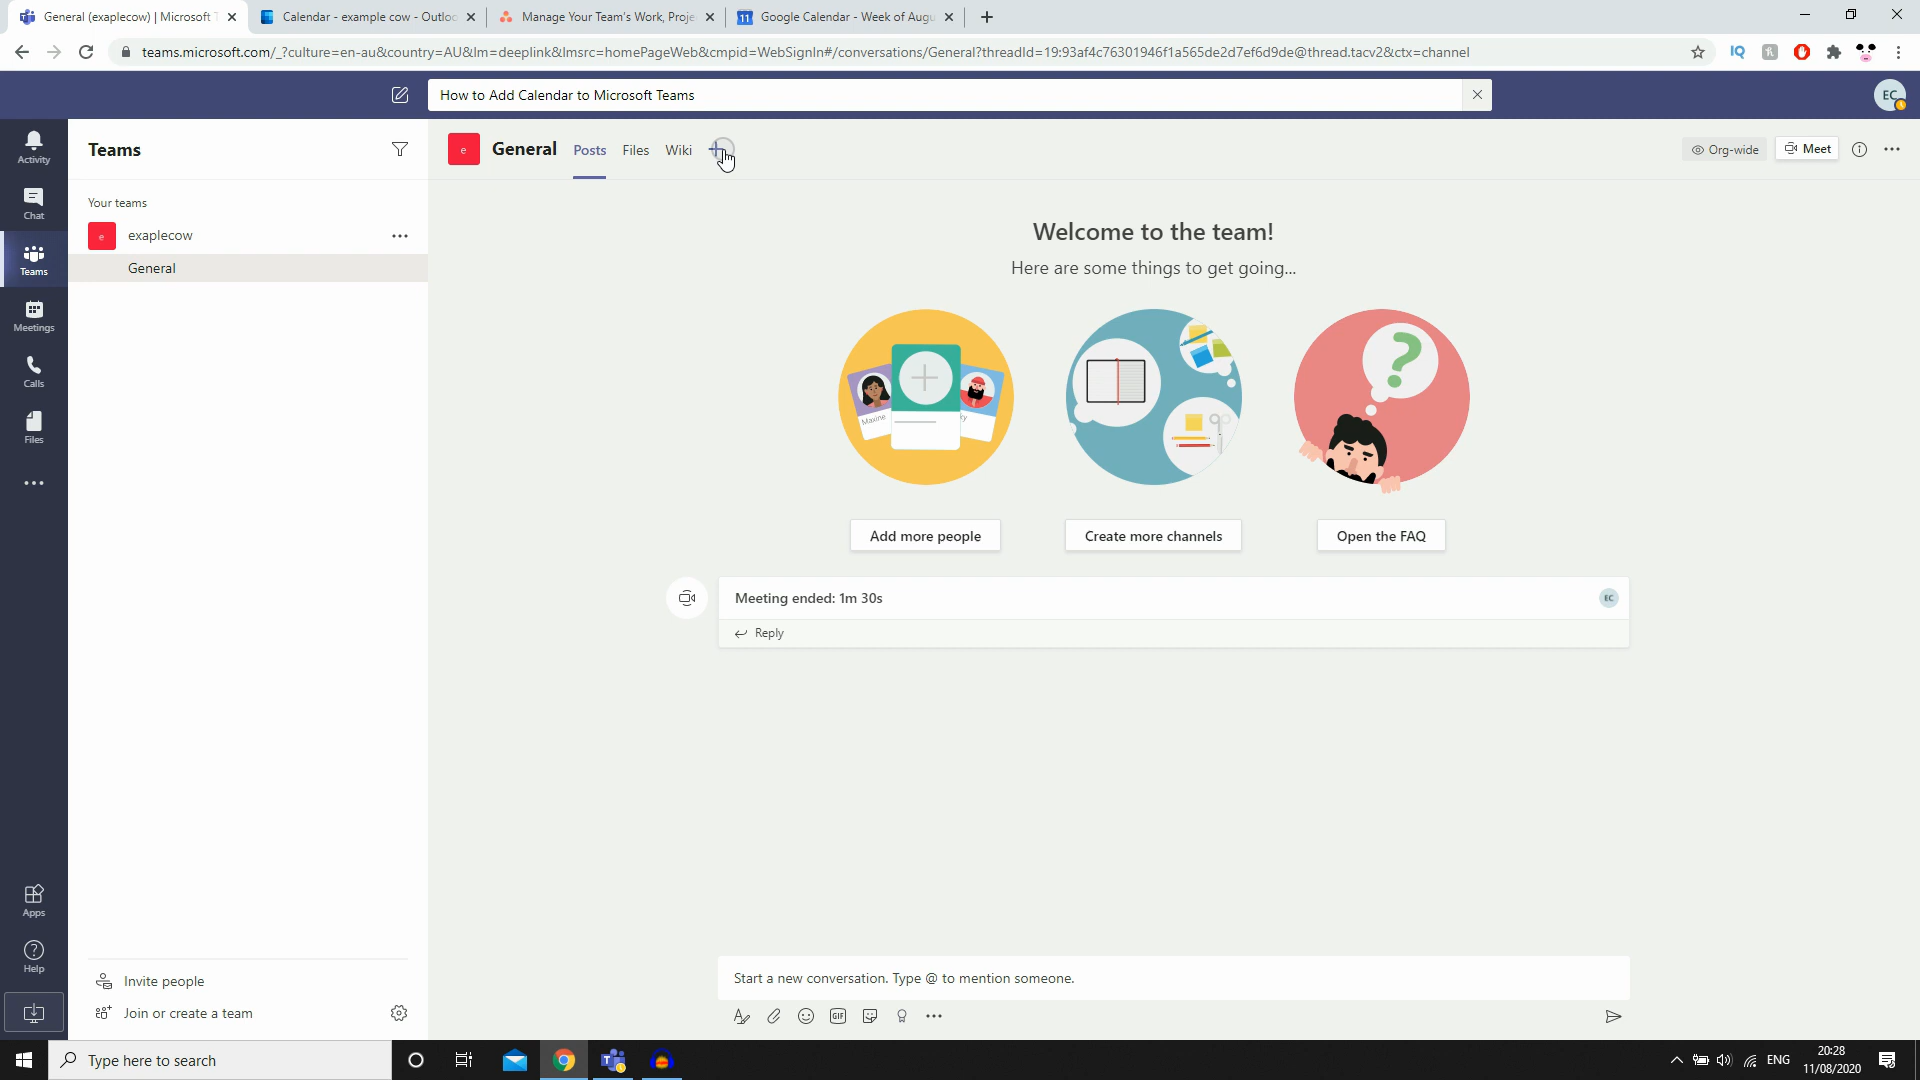 General (exaplecow) | Microsoft T
Calendar - example cow - Outloo
Manage Your Team's Work, Proje
11
Google Calendar - Week of Augu
teams.microsoft.com/_?culture=en-au&country=AU&lm=deeplink&lmsrc=homePageWeb&cmpid=WebSignIn#/conversations/General?threadId=19:93af4c76301946f1a565de2d7ef6d9de@thread.tacv2&ctx=channel
IQ
How to Add Calendar to Microsoft Teams
EC
Activity
Chat
Teams
Meetings
Calls
Files
Apps
Help
Teams
Your teams
e
exaplecow
General
Invite people
Join or create a team
e
General
Posts
Files
Wiki
Org-wide
Meet
Welcome to the team!
Here are some things to get going...
Maxine
Add more people
Create more channels
Open the FAQ
Meeting ended: 1m 30s
EC
Reply
Start a new conversation. Type @ to mention someone.
GIF
Type here to search
ENG
20:28
11/08/2020